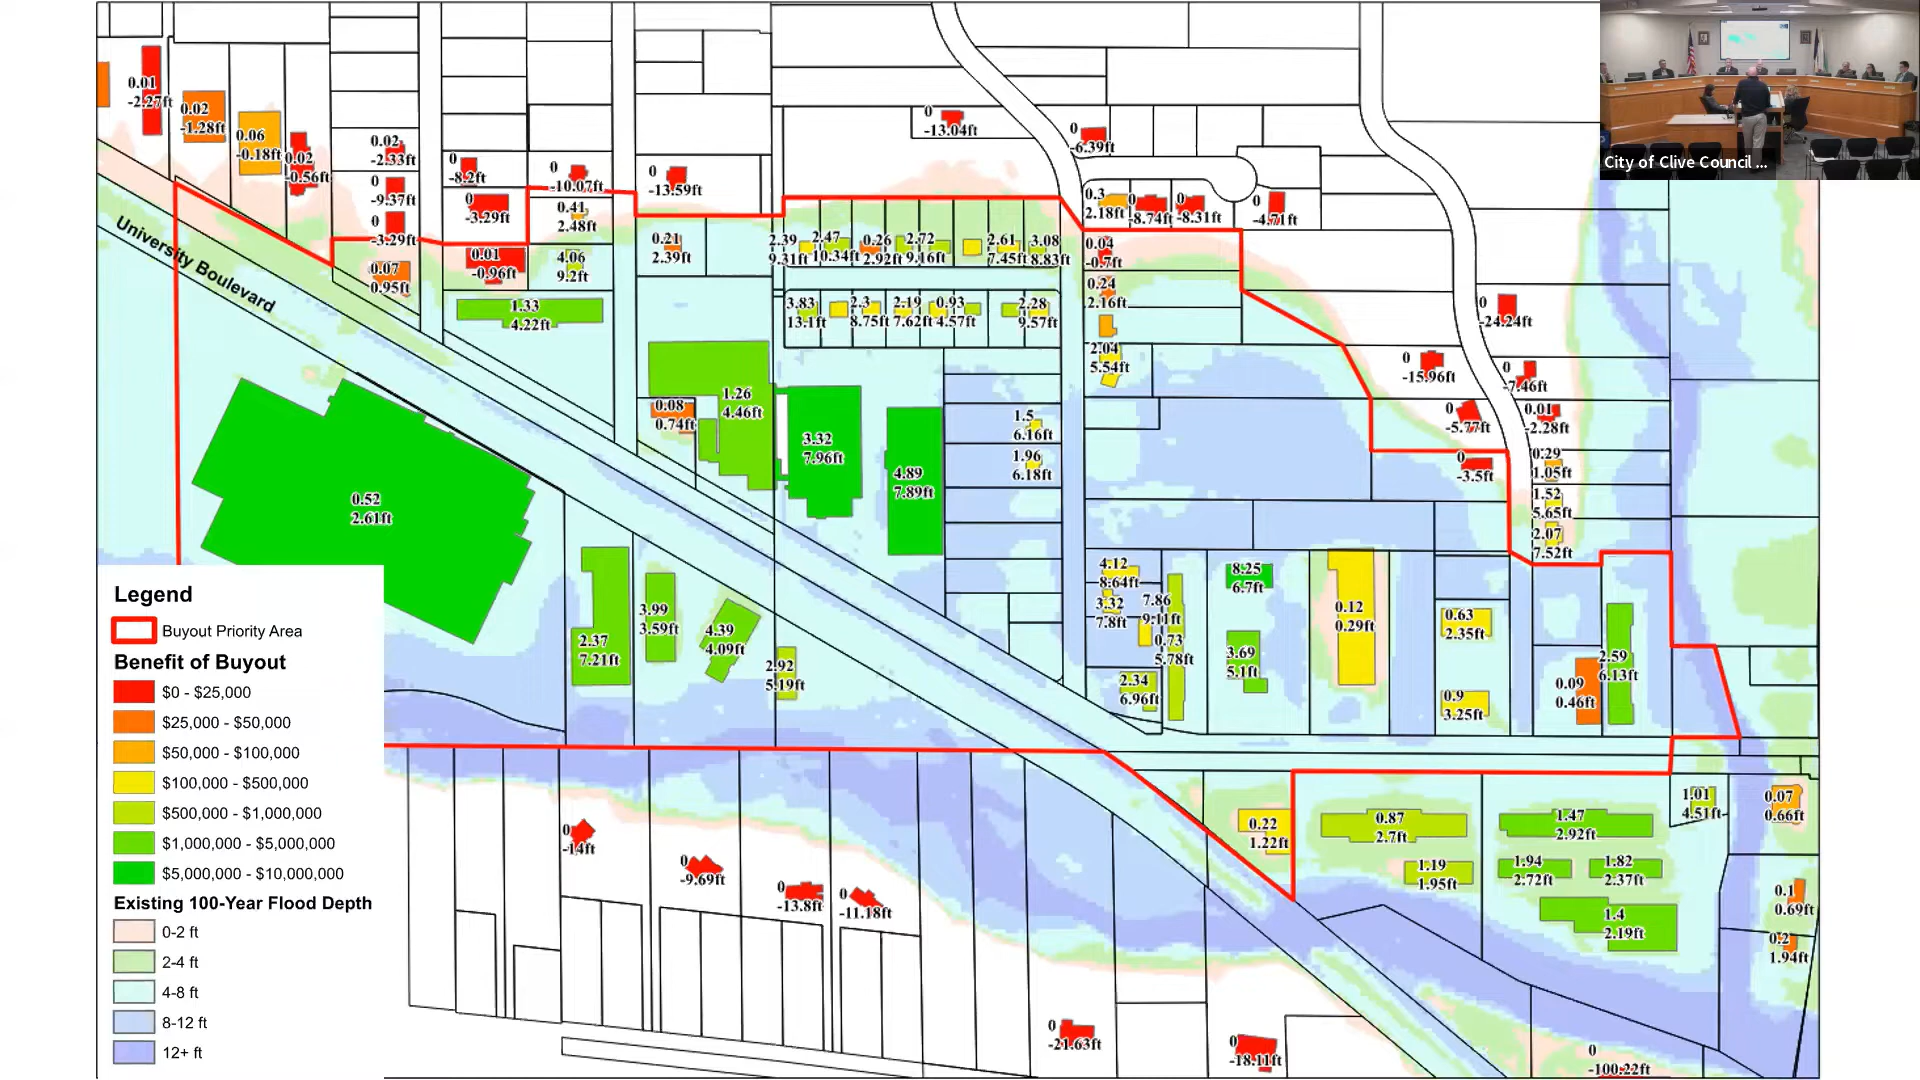 City of Clive Council ...
0.01
-2.27ft
0.02
-1.28ft
0.06
-0.18ft
0.02
-0.56ft
0.02
-2.33ft
0
-9.37ft
0
-3.29ft
0.07
0.95ft
0
-8.2ft
0
-3.29ft
0.01
-0.96ft
0
-10.07ft
0.41
2.48ft
4.06
9.2ft
0
-13.59ft
0.21
2.39ft
1.33
4.22ft
0
-13.04ft
0
-6.39ft
0.3
2.18ft
0
-8.74ft
0
-8.31ft
0
-4.71ft
0.04
-0.7ft
0.24
2.16ft
2.04
5.54ft
2.39
9.31ft
2.47
10.34ft
0.26
2.92ft
2.72
9.16ft
2.61
7.45ft
3.08
8.83ft
3.83
13.1ft
2.3
8.75ft
2.19
7.62ft
0.93
4.57ft
2.28
9.57ft
0
-24.24ft
0
-15.96ft
0
-7.46ft
0
-5.77ft
0.01
-2.28ft
0
-3.5ft
0.29
1.05ft
1.52
5.65ft
2.07
7.52ft
University Boulevard
0.08
0.74ft
1.26
4.46ft
3.32
7.96ft
4.89
7.89ft
1.5
6.16ft
1.96
6.18ft
0.52
2.61ft
2.37
7.21ft
3.99
3.59ft
4.39
4.09ft
2.92
5.19ft
4.12
8.64ft
3.32
7.8ft
7.86
9.11ft
0.73
5.78ft
2.34
6.96ft
8.25
6.7ft
3.69
5.1ft
0.12
0.29ft
0.63
2.35ft
0.9
3.25ft
0.09
0.46ft
2.59
6.13ft
0.22
1.22ft
0.87
2.7ft
1.19
1.95ft
1.47
2.92ft
1.94
2.72ft
1.82
2.37ft
1.4
2.19ft
1.01
4.51ft
0.07
0.66ft
0.1
0.69ft
0.2
1.94ft
0
-14ft
0
-9.69ft
0
-13.8ft
0
-11.18ft
0
-21.63ft
0
-18.11ft
0
-100.22ft
Legend
Buyout Priority Area
Benefit of Buyout
$0 - $25,000
$25,000 - $50,000
$50,000 - $100,000
$100,000 - $500,000
$500,000 - $1,000,000
$1,000,000 - $5,000,000
$5,000,000 - $10,000,000
Existing 100-Year Flood Depth
0-2 ft
2-4 ft
4-8 ft
8-12 ft
12+ ft